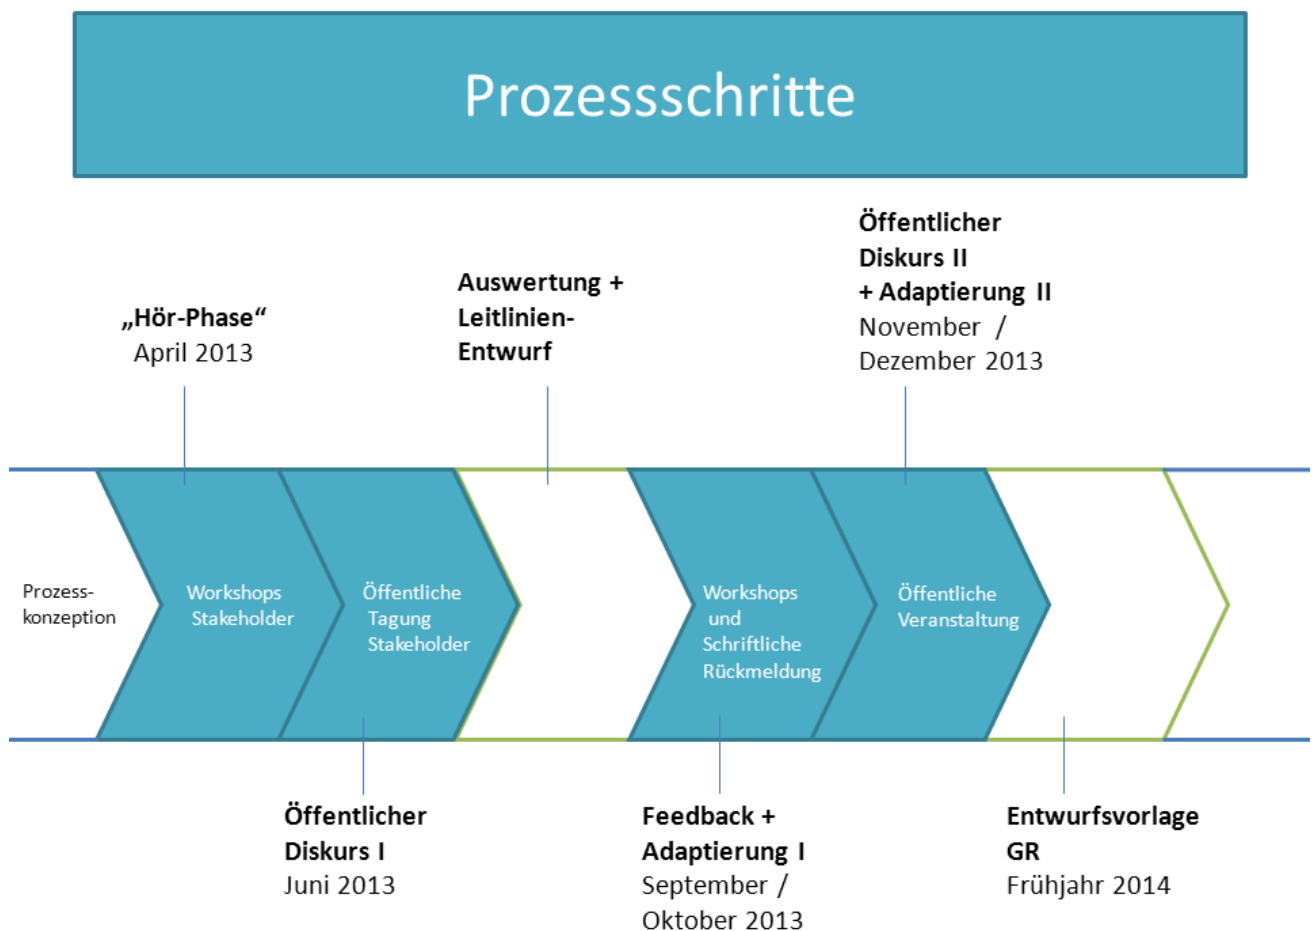 Prozessschritte
„Hör-Phase“
April 2013
Auswertung +
Leitlinien-
Entwurf
Öffentlicher
Diskurs II
+ Adaptierung II
November /
Dezember 2013
Prozess-
konzeption
Workshops
Stakeholder
Öffentliche
Tagung
Stakeholder
Workshops
und
Schriftliche
Rückmeldung
Öffentliche
Veranstaltung
Öffentlicher
Diskurs I
Juni 2013
Feedback +
Adaptierung I
September /
Oktober 2013
Entwurfsvorlage
GR
Frühjahr 2014